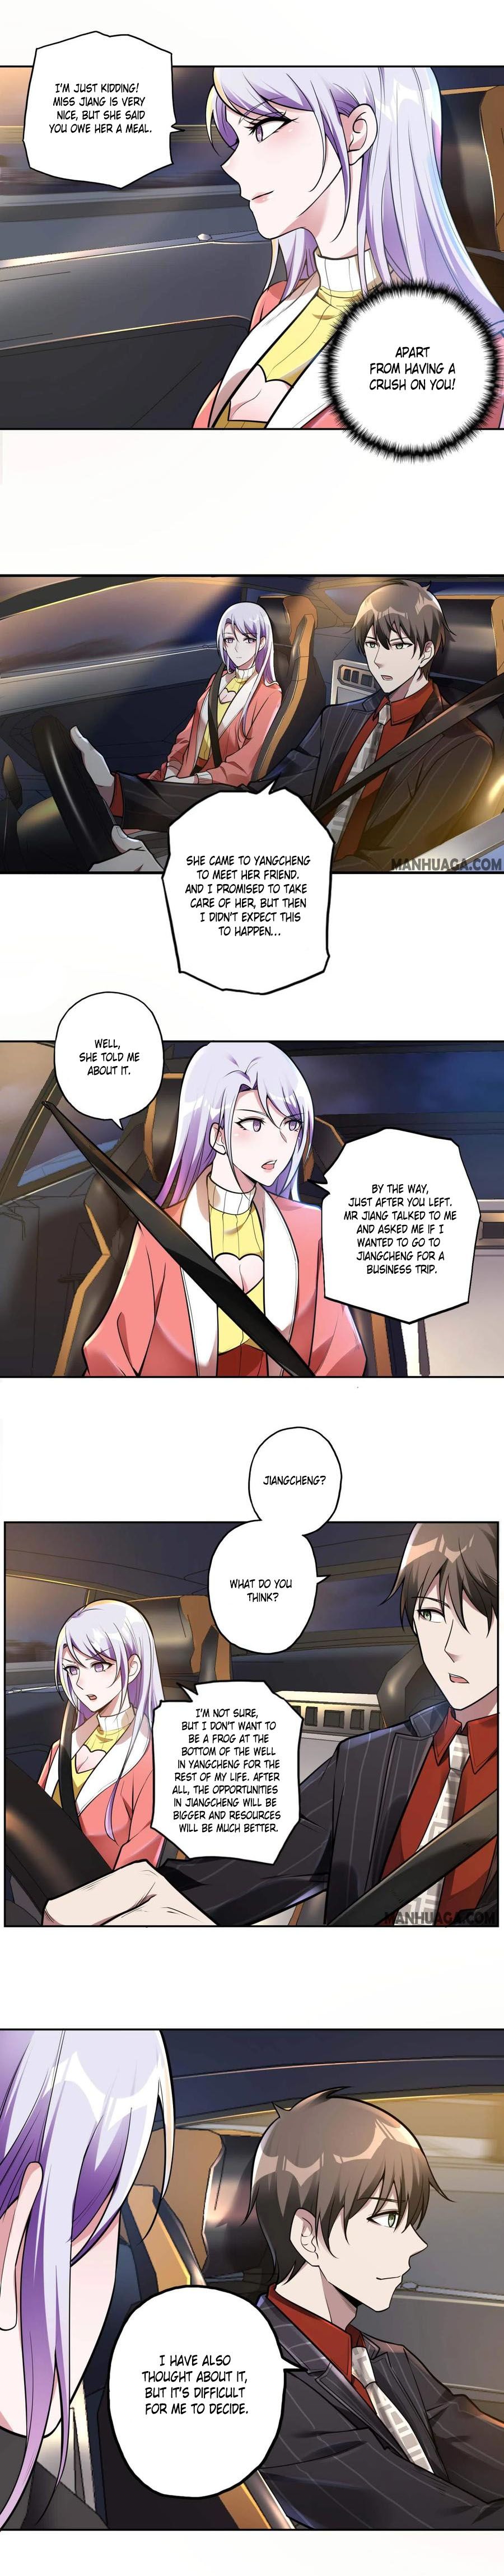 I'M JUST KIDDING!
MISS JIANG IS VERY
NICE, BUT SHE SAID
YOU OWE HER A MEAL.
APART
FROM HAVING A
CRUSH ON YOU!
SHE CAME TO YANGCHENG
TO MEET HER FRIEND.
AND I PROMISED TO TAKE
CARE OF HER, BUT THEN
I DIDN'T EXPECT THIS
TO HAPPEN...
MANHUAGA.COM
WELL,
SHE TOLD ME
ABOUT IT.
BY THE WAY,
JUST AFTER YOU LEFT.
MR JIANG TALKED TO ME
AND ASKED ME IF I
WANTED TO GO TO
JIANGCHENG FOR A
BUSINESS TRIP.
JIANGCHENG?
WHAT DO YOU
THINK?
I'M NOT SURE,
BUT I DON'T WANT TO
BE A FROG AT THE
BOTTOM OF THE WELL
IN YANGCHENG FOR THE
REST OF MY LIFE. AFTER
ALL, THE OPPORTUNITIES
IN JIANGCHENG WILL BE
BIGGER AND RESOURCES
WILL BE MUCH BETTER.
MANHUAGA.COM
I HAVE ALSO
THOUGHT ABOUT IT,
BUT IT'S DIFFICULT
FOR ME TO DECIDE.